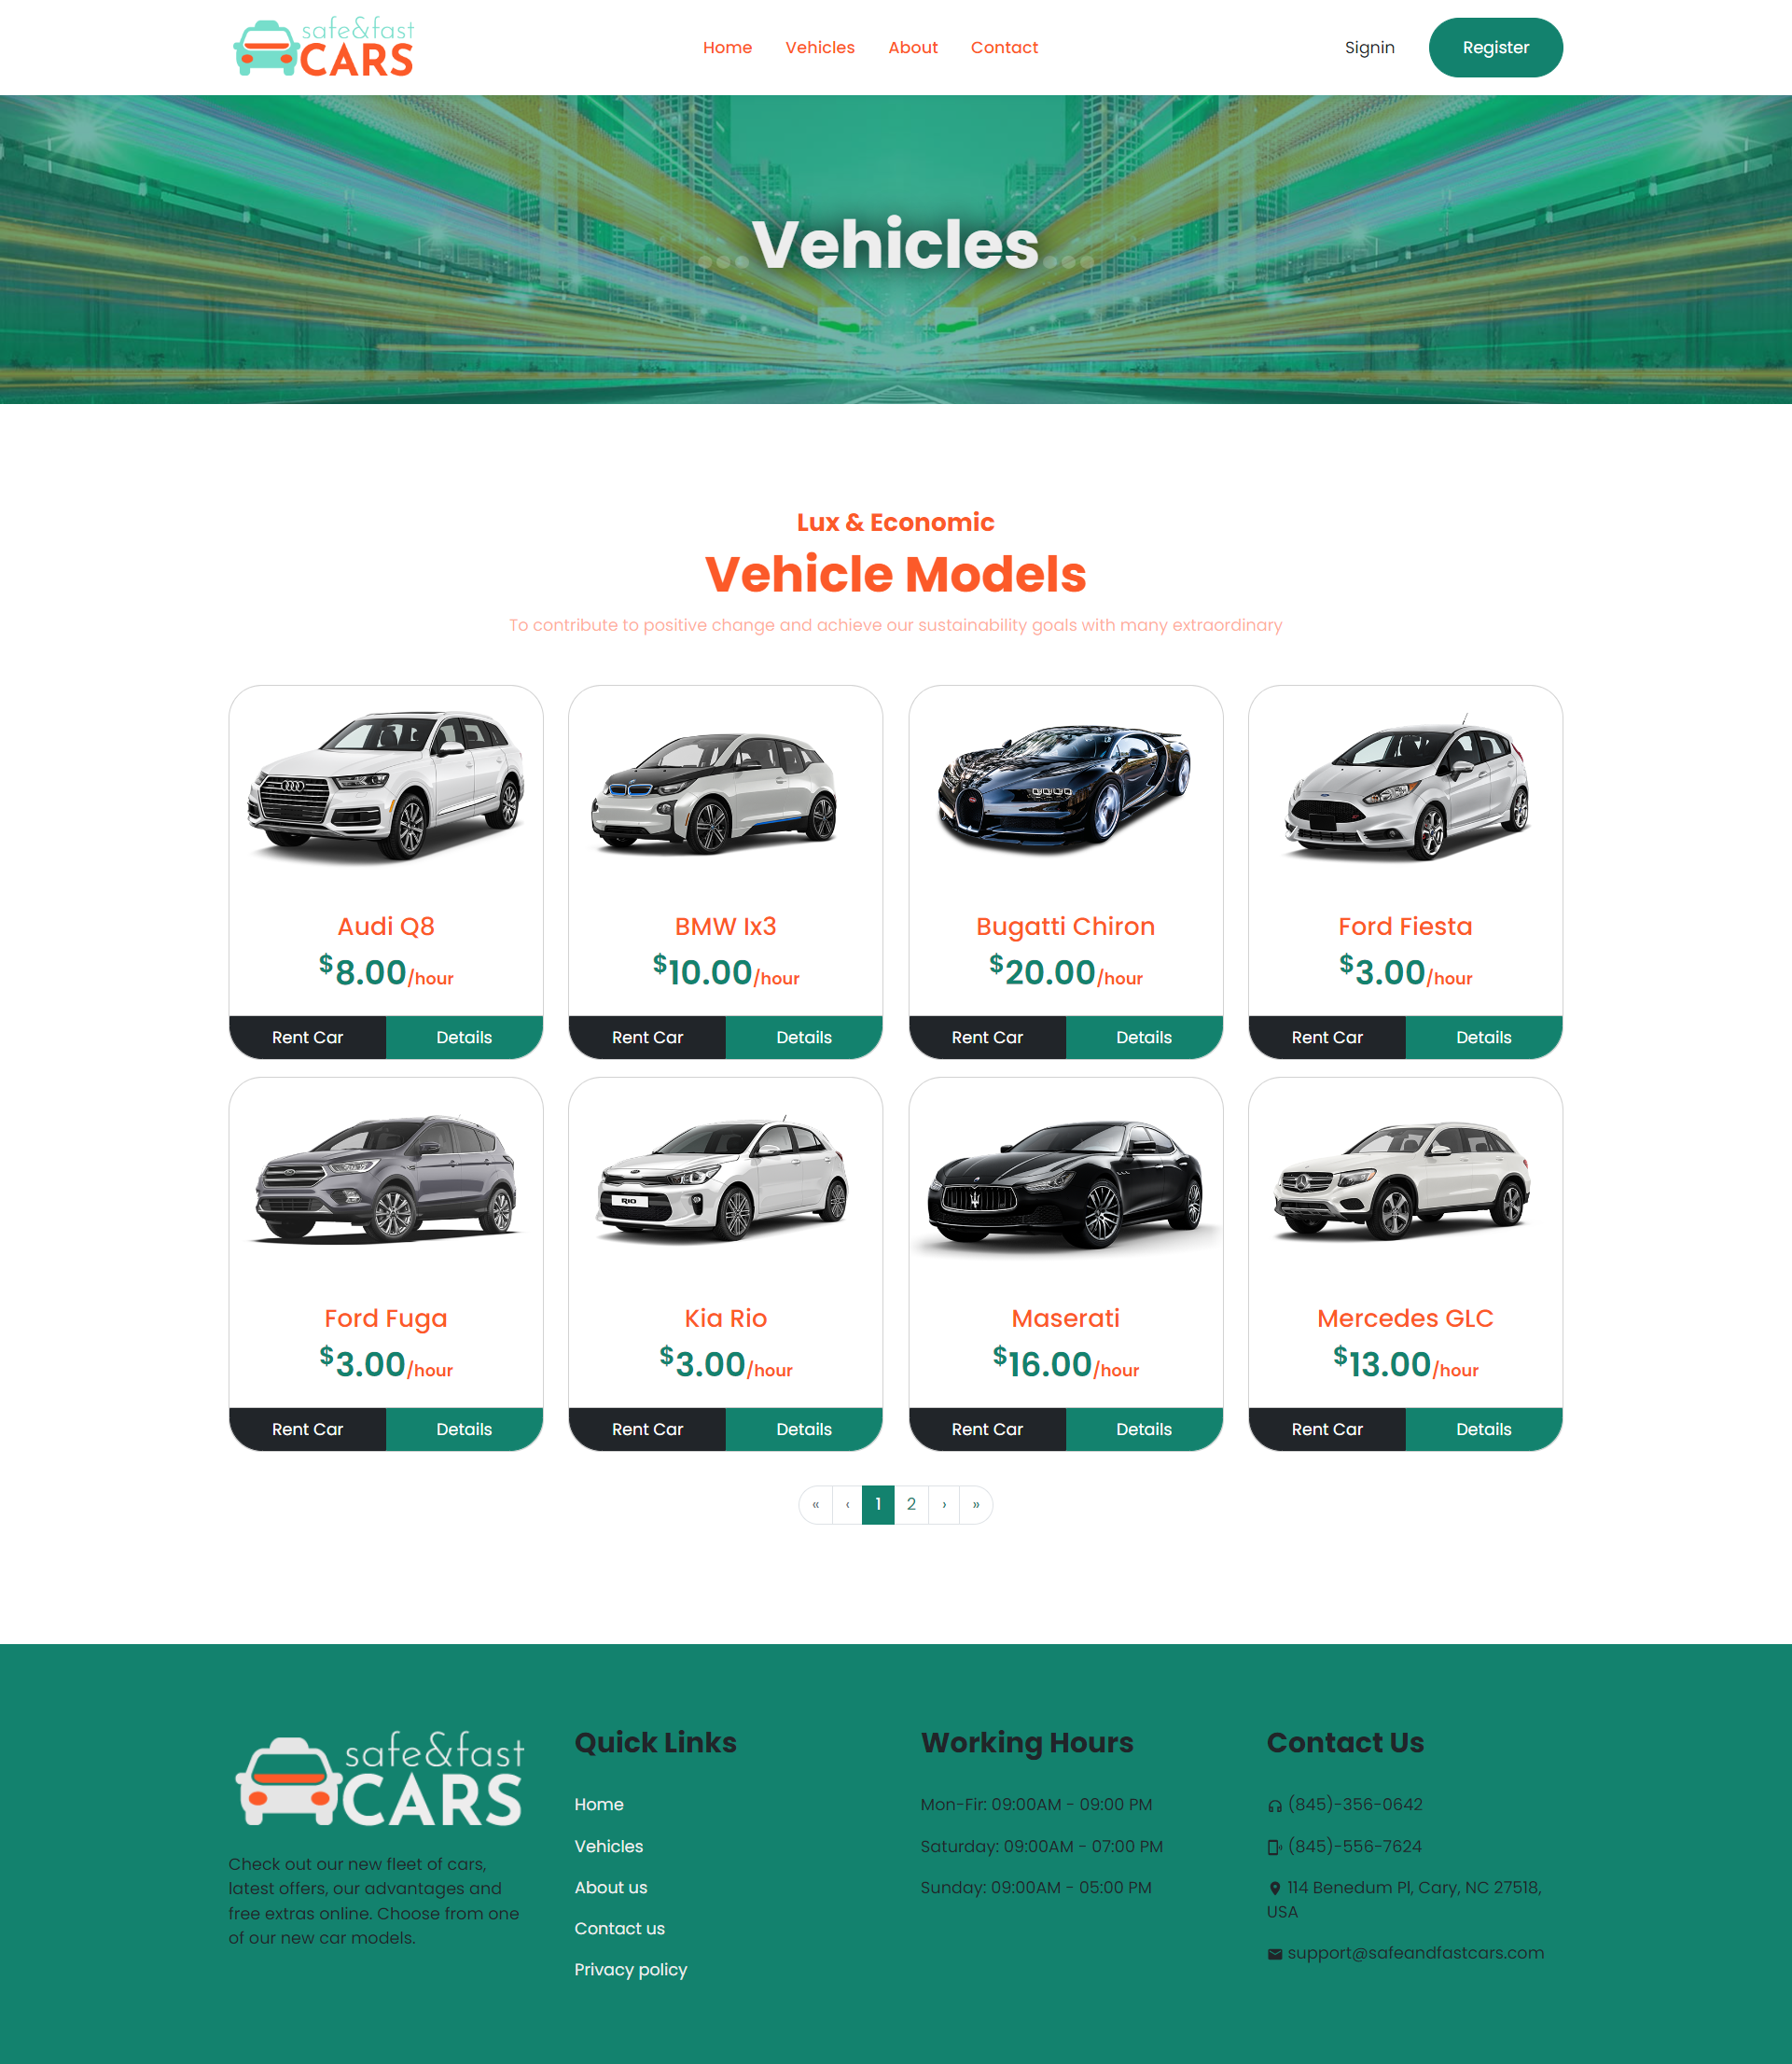 safe&fast
CARS
Home Vehicles About Contact
Signin Register
...Vehicles...
Lux & Economic
Vehicle Models
To contribute to positive change and achieve our sustainability goals with many extraordinary
Audi Q8
$8.00/hour
Rent Car Details
BMW Ix3
$10.00/hour
Rent Car Details
Bugatti Chiron
$20.00/hour
Rent Car Details
Ford Fiesta
$3.00/hour
Rent Car Details
Ford Fuga
$3.00/hour
Rent Car Details
RIO
Kia Rio
$3.00/hour
Rent Car Details
Maserati
$16.00/hour
Rent Car Details
Mercedes GLC
$13.00/hour
Rent Car Details
« ‹ 1 2 › »
safe&fast
CARS
Check out our new fleet of cars,
latest offers, our advantages and
free extras online. Choose from one
of our new car models.
Quick Links
Home
Vehicles
About us
Contact us
Privacy policy
Working Hours
Mon-Fir: 09:00AM - 09:00 PM
Saturday: 09:00AM - 07:00 PM
Sunday: 09:00AM - 05:00 PM
Contact Us
(845)-356-0642
(845)-556-7624
114 Benedum Pl, Cary, NC 27518,
USA
support@safeandfastcars.com